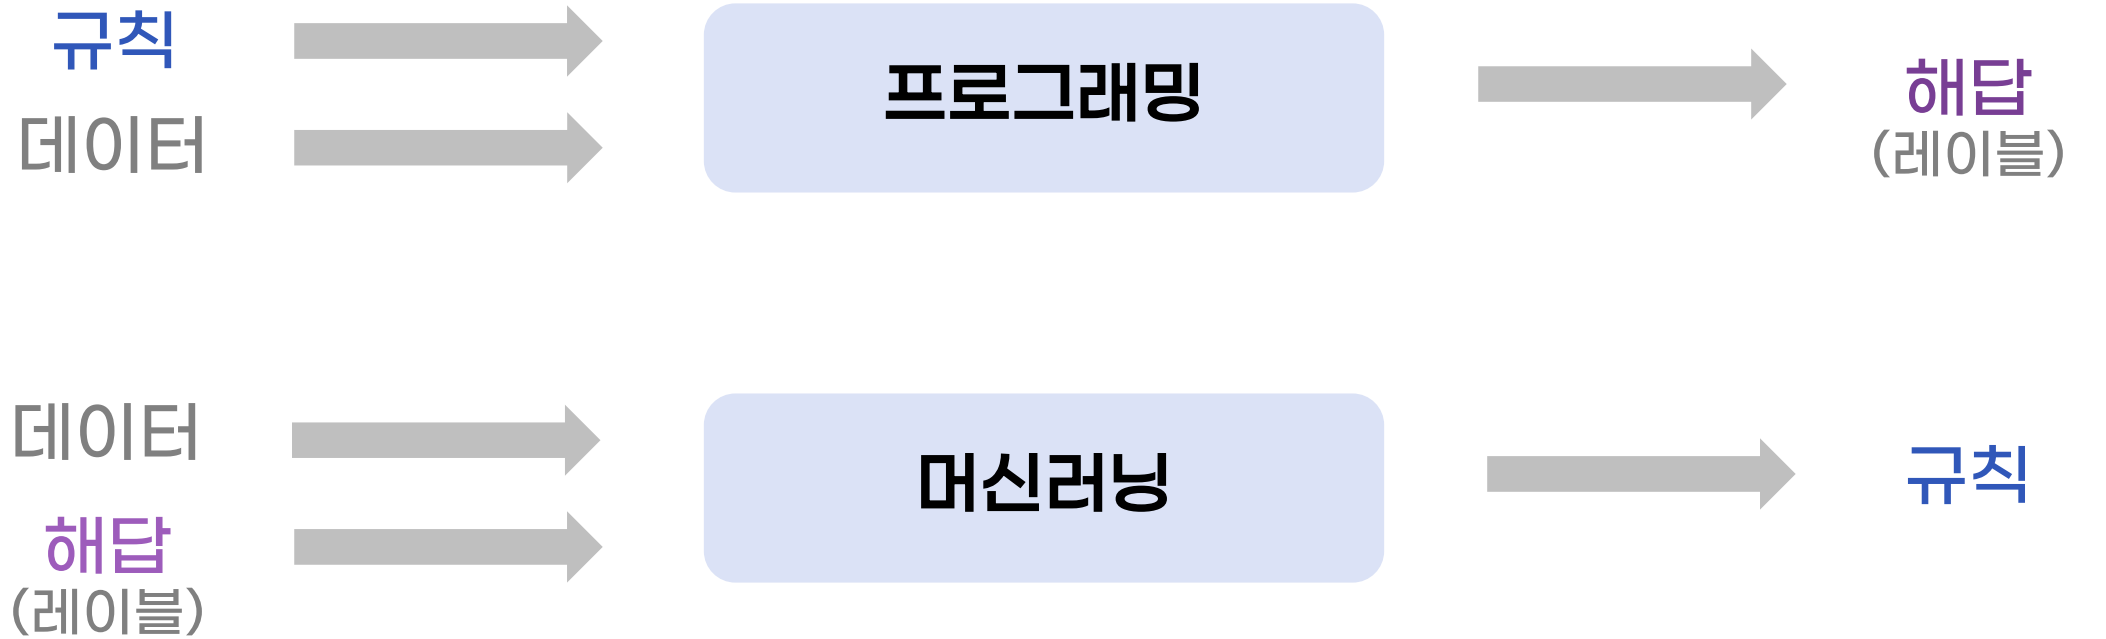 규칙
데이터
프로그래밍
해답
(레이블)
데이터
해답
(레이블)
머신러닝
규칙